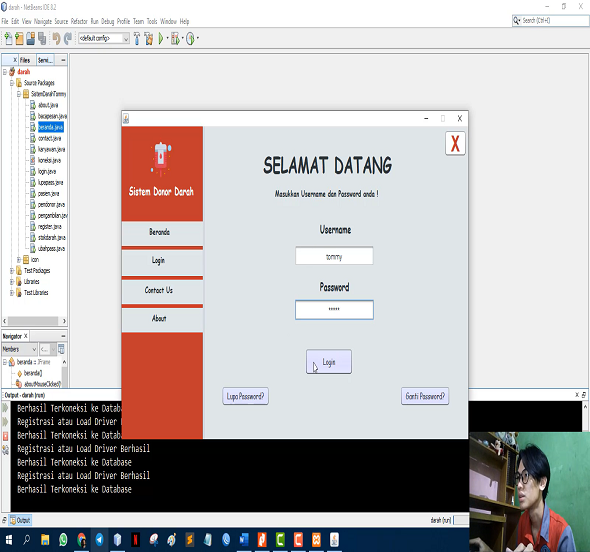 darah - NetBeans IDE 8.2
File Edit View Navigate Source Refactor Run Debug Profile Team Tools Window Help
Search (Ctrl+I)
<default config>
Files Servi...
darah
Source Packages
SistemDarahTommy
about.java
bacapesan.java
beranda.java
contact.java
karyawan.java
koneksi.java
login.java
lupapass.java
pasien.java
pendonor.java
pengambilan.jav
register.java
stokdarah.java
ubahpass.java
icon
Test Packages
Libraries
Test Libraries
Navigator
Members
beranda :: JFrame
beranda()
aboutMouseClicked(
Sistem Donor Darah
Beranda
Login
Contact Us
About
X
SELAMAT DATANG
Masukkan Username dan Password anda !
Username
tommy
Password
*****
Login
Lupa Password?
Ganti Password?
Output - darah (run)
Berhasil Terkoneksi ke Datab
Registrasi atau Load Driver
Berhasil Terkoneksi ke Datab
Registrasi atau Load Driver Berhasil
Berhasil Terkoneksi ke Database
Registrasi atau Load Driver Berhasil
Berhasil Terkoneksi ke Database
Output
darah (run)